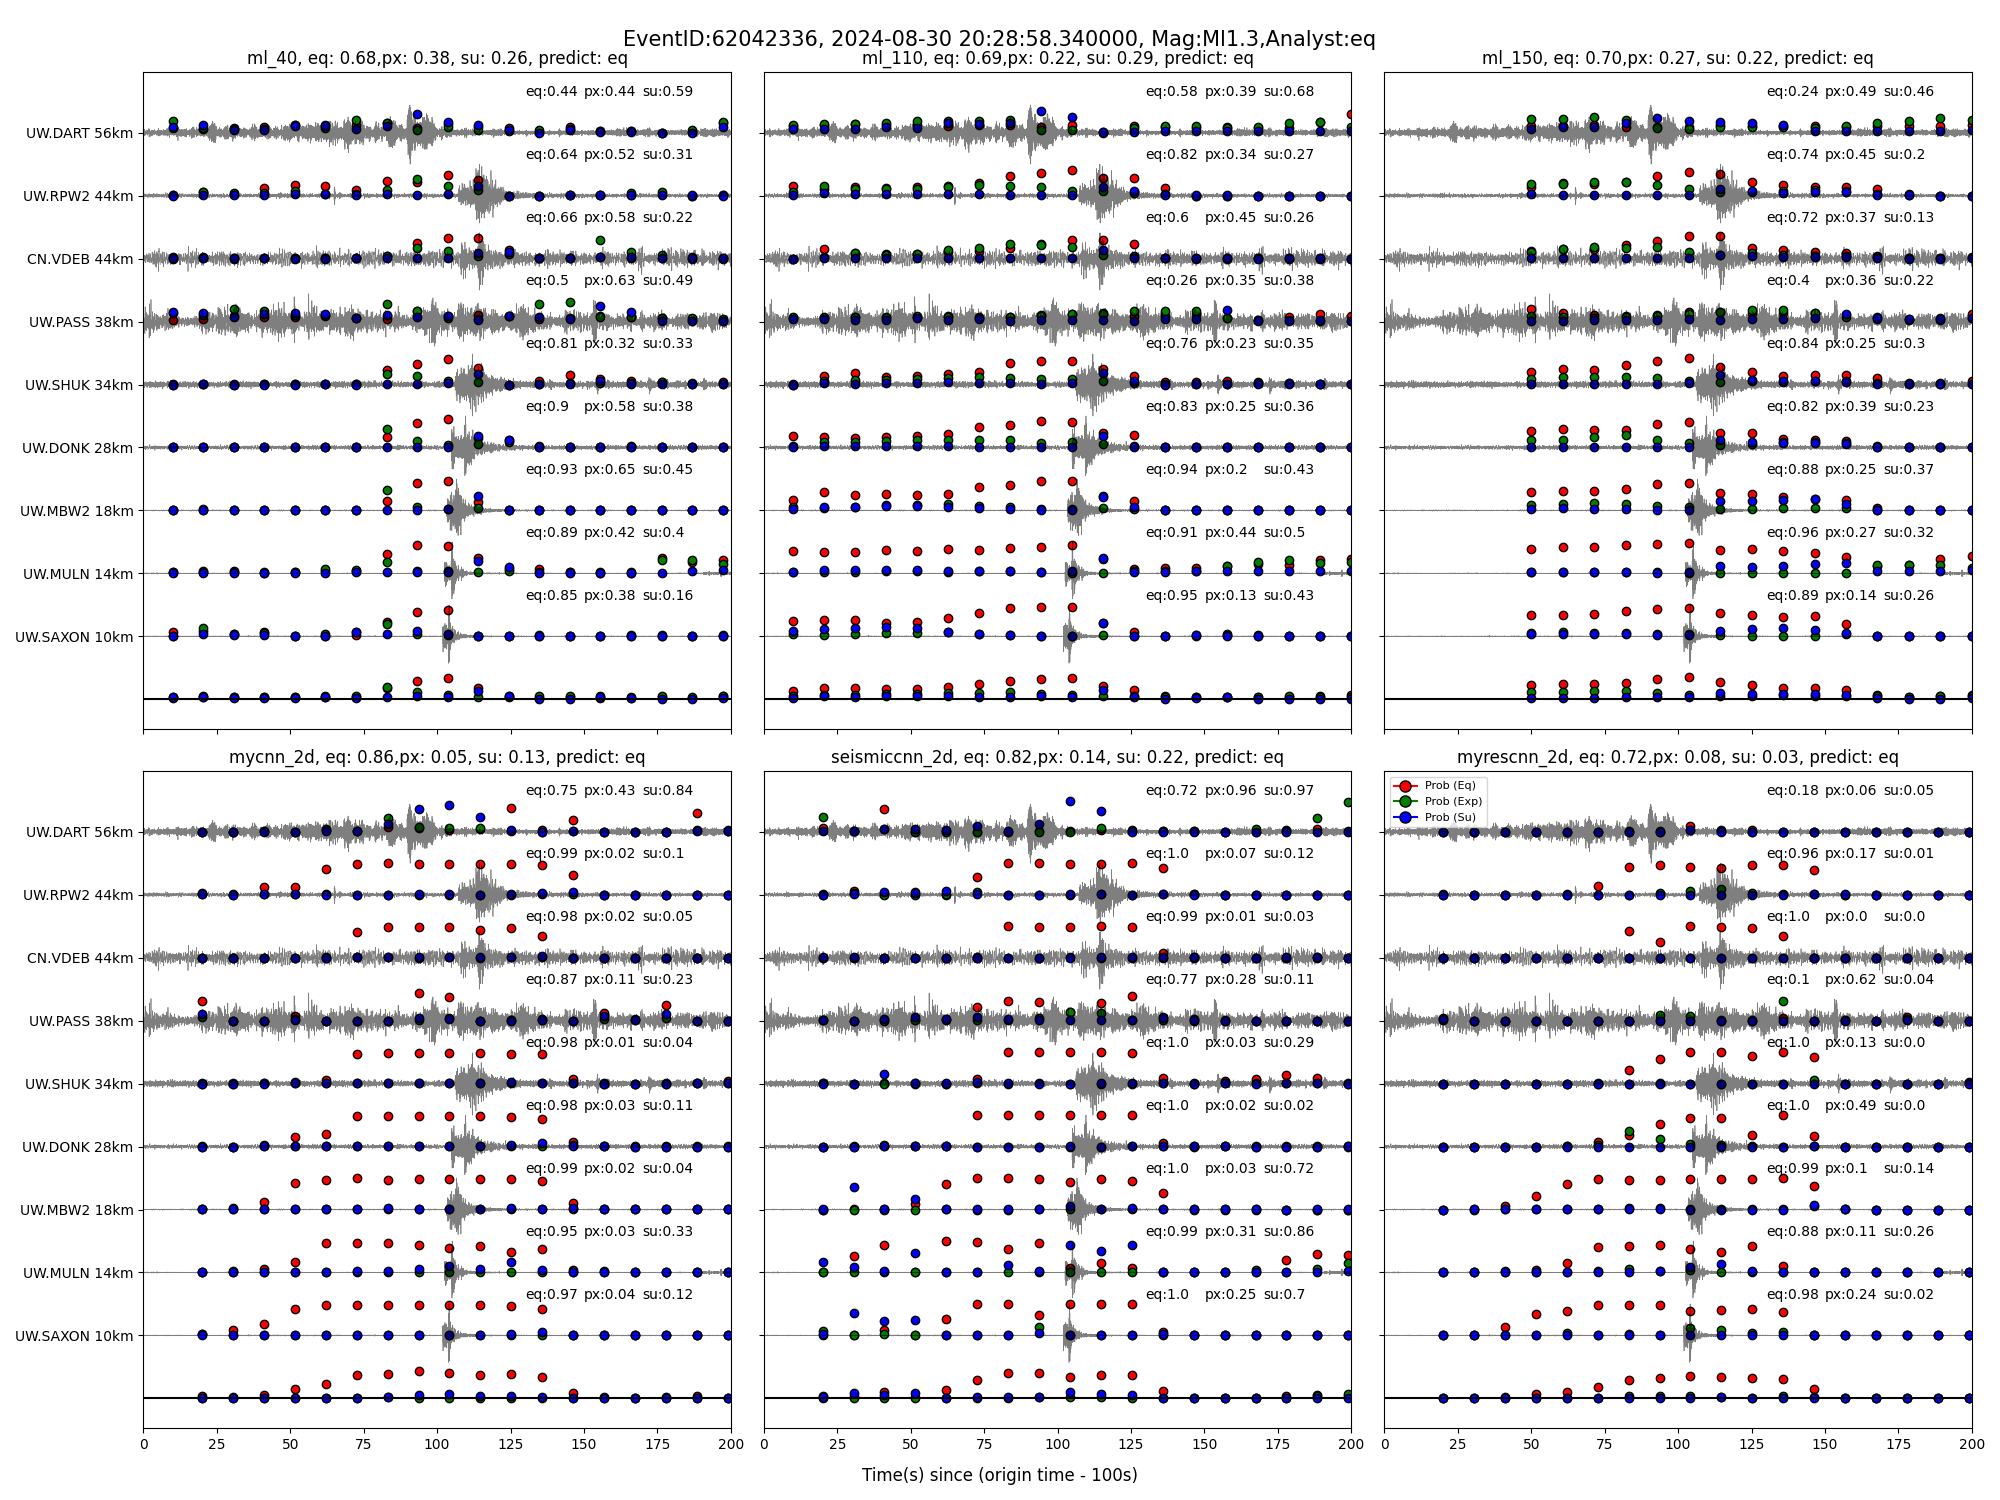 EventID:62042336, 2024-08-30 20:28:58.340000, Mag:Ml1.3,Analyst:eq
ml_40, eq: 0.68,px: 0.38, su: 0.26, predict: eq
UW.DART 56km
eq:0.44 px:0.44 su:0.59
UW.RPW2 44km
eq:0.64 px:0.52 su:0.31
CN.VDEB 44km
eq:0.66 px:0.58 su:0.22
UW.PASS 38km
eq:0.5 px:0.63 su:0.49
UW.SHUK 34km
eq:0.81 px:0.32 su:0.33
UW.DONK 28km
eq:0.9 px:0.58 su:0.38
UW.MBW2 18km
eq:0.93 px:0.65 su:0.45
UW.MULN 14km
eq:0.89 px:0.42 su:0.4
UW.SAXON 10km
eq:0.85 px:0.38 su:0.16
ml_110, eq: 0.69,px: 0.22, su: 0.29, predict: eq
eq:0.58 px:0.39 su:0.68
eq:0.82 px:0.34 su:0.27
eq:0.6 px:0.45 su:0.26
eq:0.26 px:0.35 su:0.38
eq:0.76 px:0.23 su:0.35
eq:0.83 px:0.25 su:0.36
eq:0.94 px:0.2 su:0.43
eq:0.91 px:0.44 su:0.5
eq:0.95 px:0.13 su:0.43
ml_150, eq: 0.70,px: 0.27, su: 0.22, predict: eq
eq:0.24 px:0.49 su:0.46
eq:0.74 px:0.45 su:0.2
eq:0.72 px:0.37 su:0.13
eq:0.4 px:0.36 su:0.22
eq:0.84 px:0.25 su:0.3
eq:0.82 px:0.39 su:0.23
eq:0.88 px:0.25 su:0.37
eq:0.96 px:0.27 su:0.32
eq:0.89 px:0.14 su:0.26
mycnn_2d, eq: 0.86,px: 0.05, su: 0.13, predict: eq
UW.DART 56km
eq:0.75 px:0.43 su:0.84
UW.RPW2 44km
eq:0.99 px:0.02 su:0.1
CN.VDEB 44km
eq:0.98 px:0.02 su:0.05
UW.PASS 38km
eq:0.87 px:0.11 su:0.23
UW.SHUK 34km
eq:0.98 px:0.01 su:0.04
UW.DONK 28km
eq:0.98 px:0.03 su:0.11
UW.MBW2 18km
eq:0.99 px:0.02 su:0.04
UW.MULN 14km
eq:0.95 px:0.03 su:0.33
UW.SAXON 10km
eq:0.97 px:0.04 su:0.12
0 25 50 75 100 125 150 175 200
seismiccnn_2d, eq: 0.82,px: 0.14, su: 0.22, predict: eq
eq:0.72 px:0.96 su:0.97
eq:1.0 px:0.07 su:0.12
eq:0.99 px:0.01 su:0.03
eq:0.77 px:0.28 su:0.11
eq:1.0 px:0.03 su:0.29
eq:1.0 px:0.02 su:0.02
eq:1.0 px:0.03 su:0.72
eq:0.99 px:0.31 su:0.86
eq:1.0 px:0.25 su:0.7
0 25 50 75 100 125 150 175 200
myrescnn_2d, eq: 0.72,px: 0.08, su: 0.03, predict: eq
Prob (Eq)
Prob (Exp)
Prob (Su)
eq:0.18 px:0.06 su:0.05
eq:0.96 px:0.17 su:0.01
eq:1.0 px:0.0 su:0.0
eq:0.1 px:0.62 su:0.04
eq:1.0 px:0.13 su:0.0
eq:1.0 px:0.49 su:0.0
eq:0.99 px:0.1 su:0.14
eq:0.88 px:0.11 su:0.26
eq:0.98 px:0.24 su:0.02
0 25 50 75 100 125 150 175 200
Time(s) since (origin time - 100s)